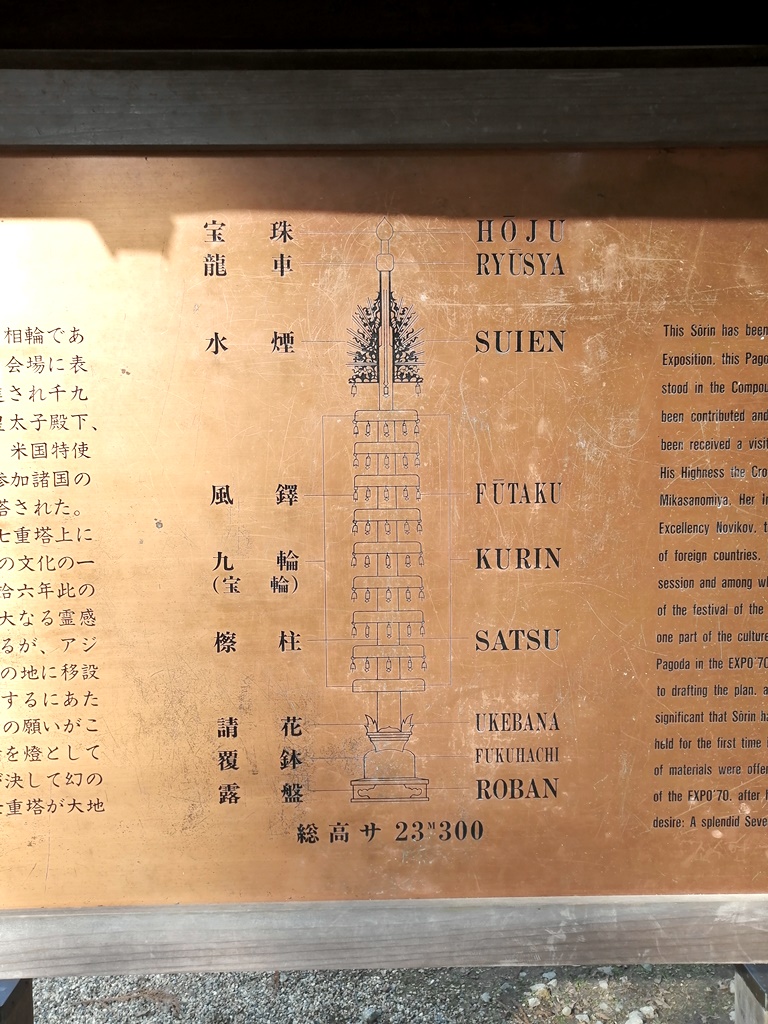 宝珠 HŌJU
龍車 RYŪSYA
水煙 SUIEN
風鐸 FŪTAKU
九輪 KURIN
(宝輪)
檫柱 SATSU
請花 UKEBANA
覆鉢 FUKUHACHI
露盤 ROBAN
総高サ 23M300
相輪であ
会場に表
され千九
太子殿下、
米国特使
参加諸国の
塔された。
七重塔上に
の文化の一
拾六年此の
大なる霊感
るが、アジ
の地に移設
するにあた
の願いがこ
を燈として
決して幻の
七重塔が大地
This Sōrin has been
Exposition, this Pago
stood in the Compou
been contributed and
been received a visit
His Highness the Cro
Mikasanomiya, Her In
Excellency Novikov, t
of foreign countries.
session and among wh
of the festival of the
one part of the culture
Pagoda in the EXPO'70
to drafting the plan, a
significant that Sōrin ha
held for the first time i
of materials were offer
of the EXPO'70, after h
desire: A splendid Seve